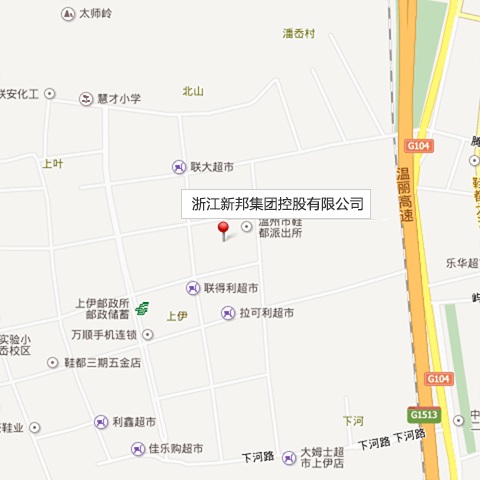 太师岭
潘岙村
联安化工
北山
慧才小学
G104
上叶
联大超市
温丽高速
浙江新邦集团控股有限公司
温州市鞋
都派出所
乐华超
联得利超市
上伊邮政所
邮政储蓄
上伊
拉可利超市
万顺手机连锁
实验小
岙校区
鞋都三期五金店
G104
G1513
利鑫超市
下河
鞋业
佳乐购超市
下河路
下河路
下河路
大姆士超
市上伊店